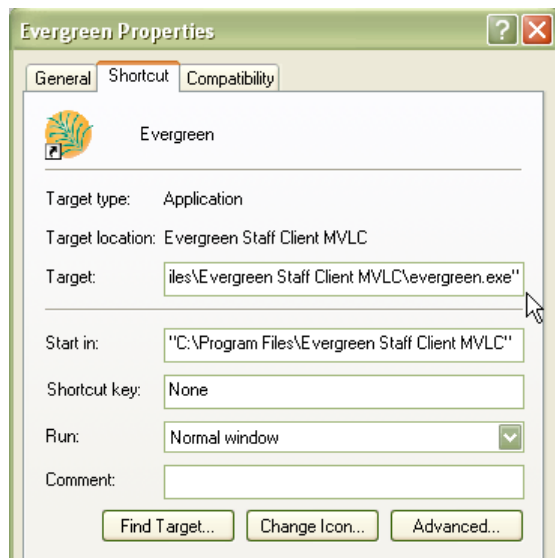 Evergreen Properties
General Shortcut Compatibility
Evergreen
Target type: Application
Target location: Evergreen Staff Client MVLC
Target: iles\Evergreen Staff Client MVLC\evergreen.exe"
Start in: "C:\Program Files\Evergreen Staff Client MVLC"
Shortcut key: None
Run: Normal window
Comment:
Find Target... Change Icon... Advanced...